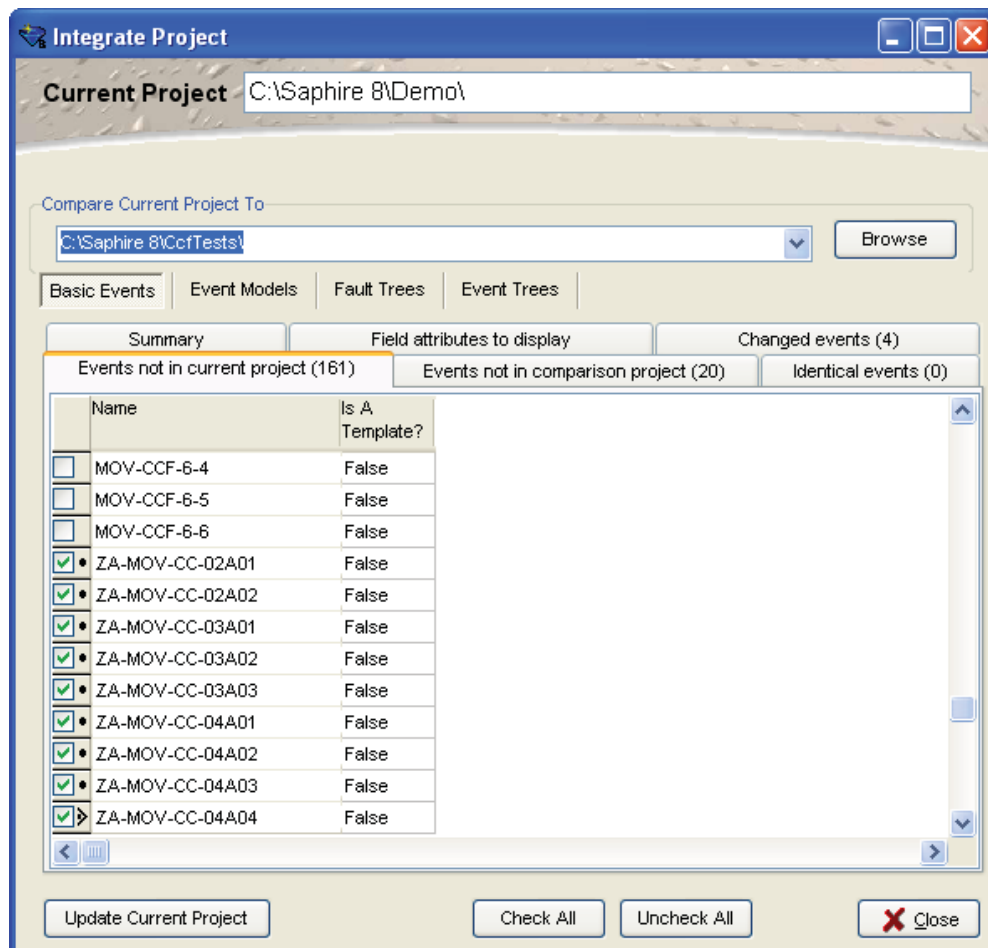 Integrate Project
Current Project C:\Saphire 8\Demo\
Compare Current Project To
C:\Saphire 8\CcfTests\ Browse
Basic Events Event Models Fault Trees Event Trees
Summary Field attributes to display Changed events (4)
Events not in current project (161) Events not in comparison project (20) Identical events (0)
Name Is A
Template?
MOV-CCF-6-4 False
MOV-CCF-6-5 False
MOV-CCF-6-6 False
ZA-MOV-CC-02A01 False
ZA-MOV-CC-02A02 False
ZA-MOV-CC-03A01 False
ZA-MOV-CC-03A02 False
ZA-MOV-CC-03A03 False
ZA-MOV-CC-04A01 False
ZA-MOV-CC-04A02 False
ZA-MOV-CC-04A03 False
ZA-MOV-CC-04A04 False
Update Current Project Check All Uncheck All Close